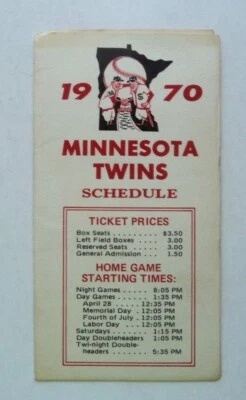 1970
MINNESOTA
TWINS
SCHEDULE
TICKET PRICES
Box Seats . . . . . . . . . $3.50
Left Field Boxes . . . . 3.00
Reserved Seats . . . . . 3.00
General Admission . . . 1.50
HOME GAME
STARTING TIMES:
Night Games . . . . . 8:05 PM
Day Games . . . . . . 1:35 PM
April 28 . . . . . 12:35 PM
Memorial Day . 12:05 PM
Fourth of July . 12:05 PM
Labor Day . . . 12:05 PM
Saturdays . . . . . . 1:15 PM
Day Doubleheaders 1:05 PM
Twi-night Double-
headers . . . . . . 5:35 PM